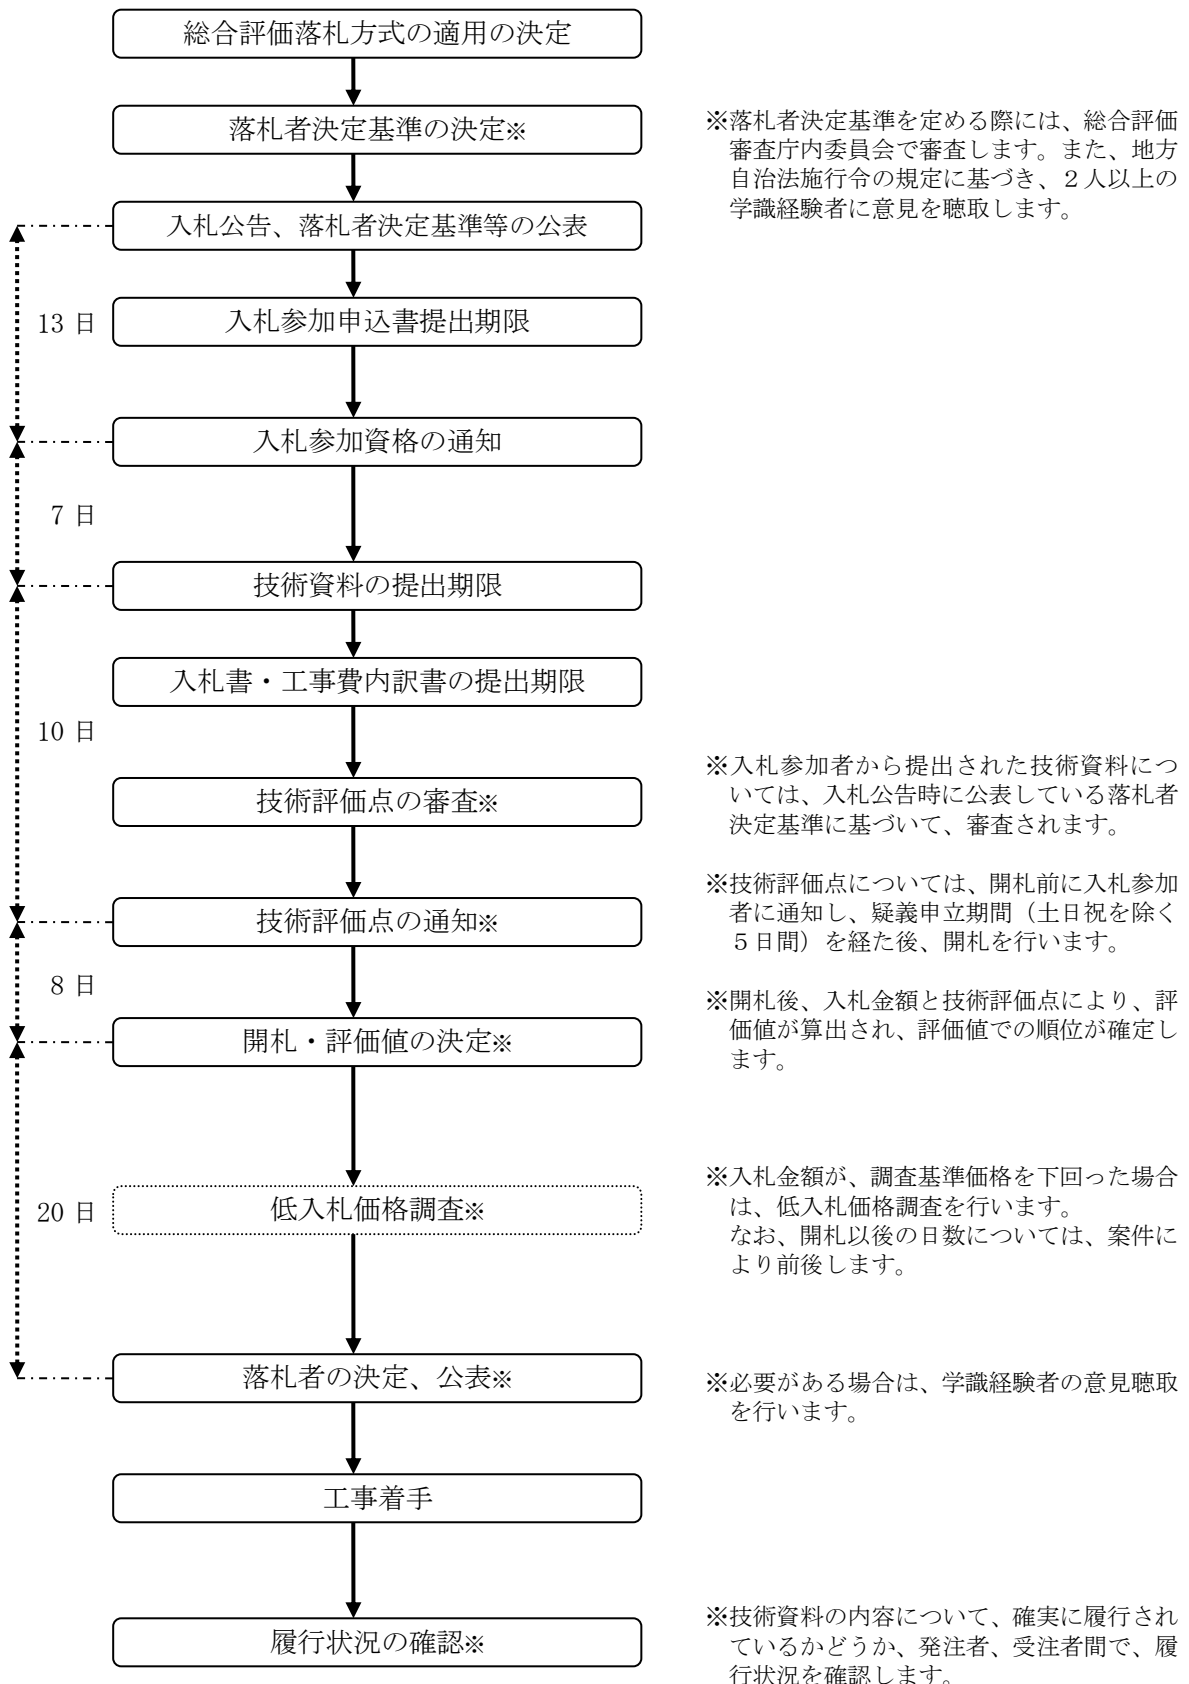 総合評価落札方式の適用の決定
落札者決定基準の決定※
※落札者決定基準を定める際には、総合評価
審査庁内委員会で審査します。また、地方
自治法施行令の規定に基づき、２人以上の
学識経験者に意見を聴取します。
入札公告、落札者決定基準等の公表
13 日
入札参加申込書提出期限
入札参加資格の通知
7 日
技術資料の提出期限
入札書・工事費内訳書の提出期限
10 日
技術評価点の審査※
※入札参加者から提出された技術資料につ
いては、入札公告時に公表している落札者
決定基準に基づいて、審査されます。
技術評価点の通知※
※技術評価点については、開札前に入札参加
者に通知し、疑義申立期間（土日祝を除く
５日間）を経た後、開札を行います。
8 日
開札・評価値の決定※
※開札後、入札金額と技術評価点により、評
価値が算出され、評価値での順位が確定し
ます。
20 日
低入札価格調査※
※入札金額が、調査基準価格を下回った場合
は、低入札価格調査を行います。
なお、開札以後の日数については、案件に
より前後します。
落札者の決定、公表※
※必要がある場合は、学識経験者の意見聴取
を行います。
工事着手
履行状況の確認※
※技術資料の内容について、確実に履行され
ているかどうか、発注者、受注者間で、履
行状況を確認します。